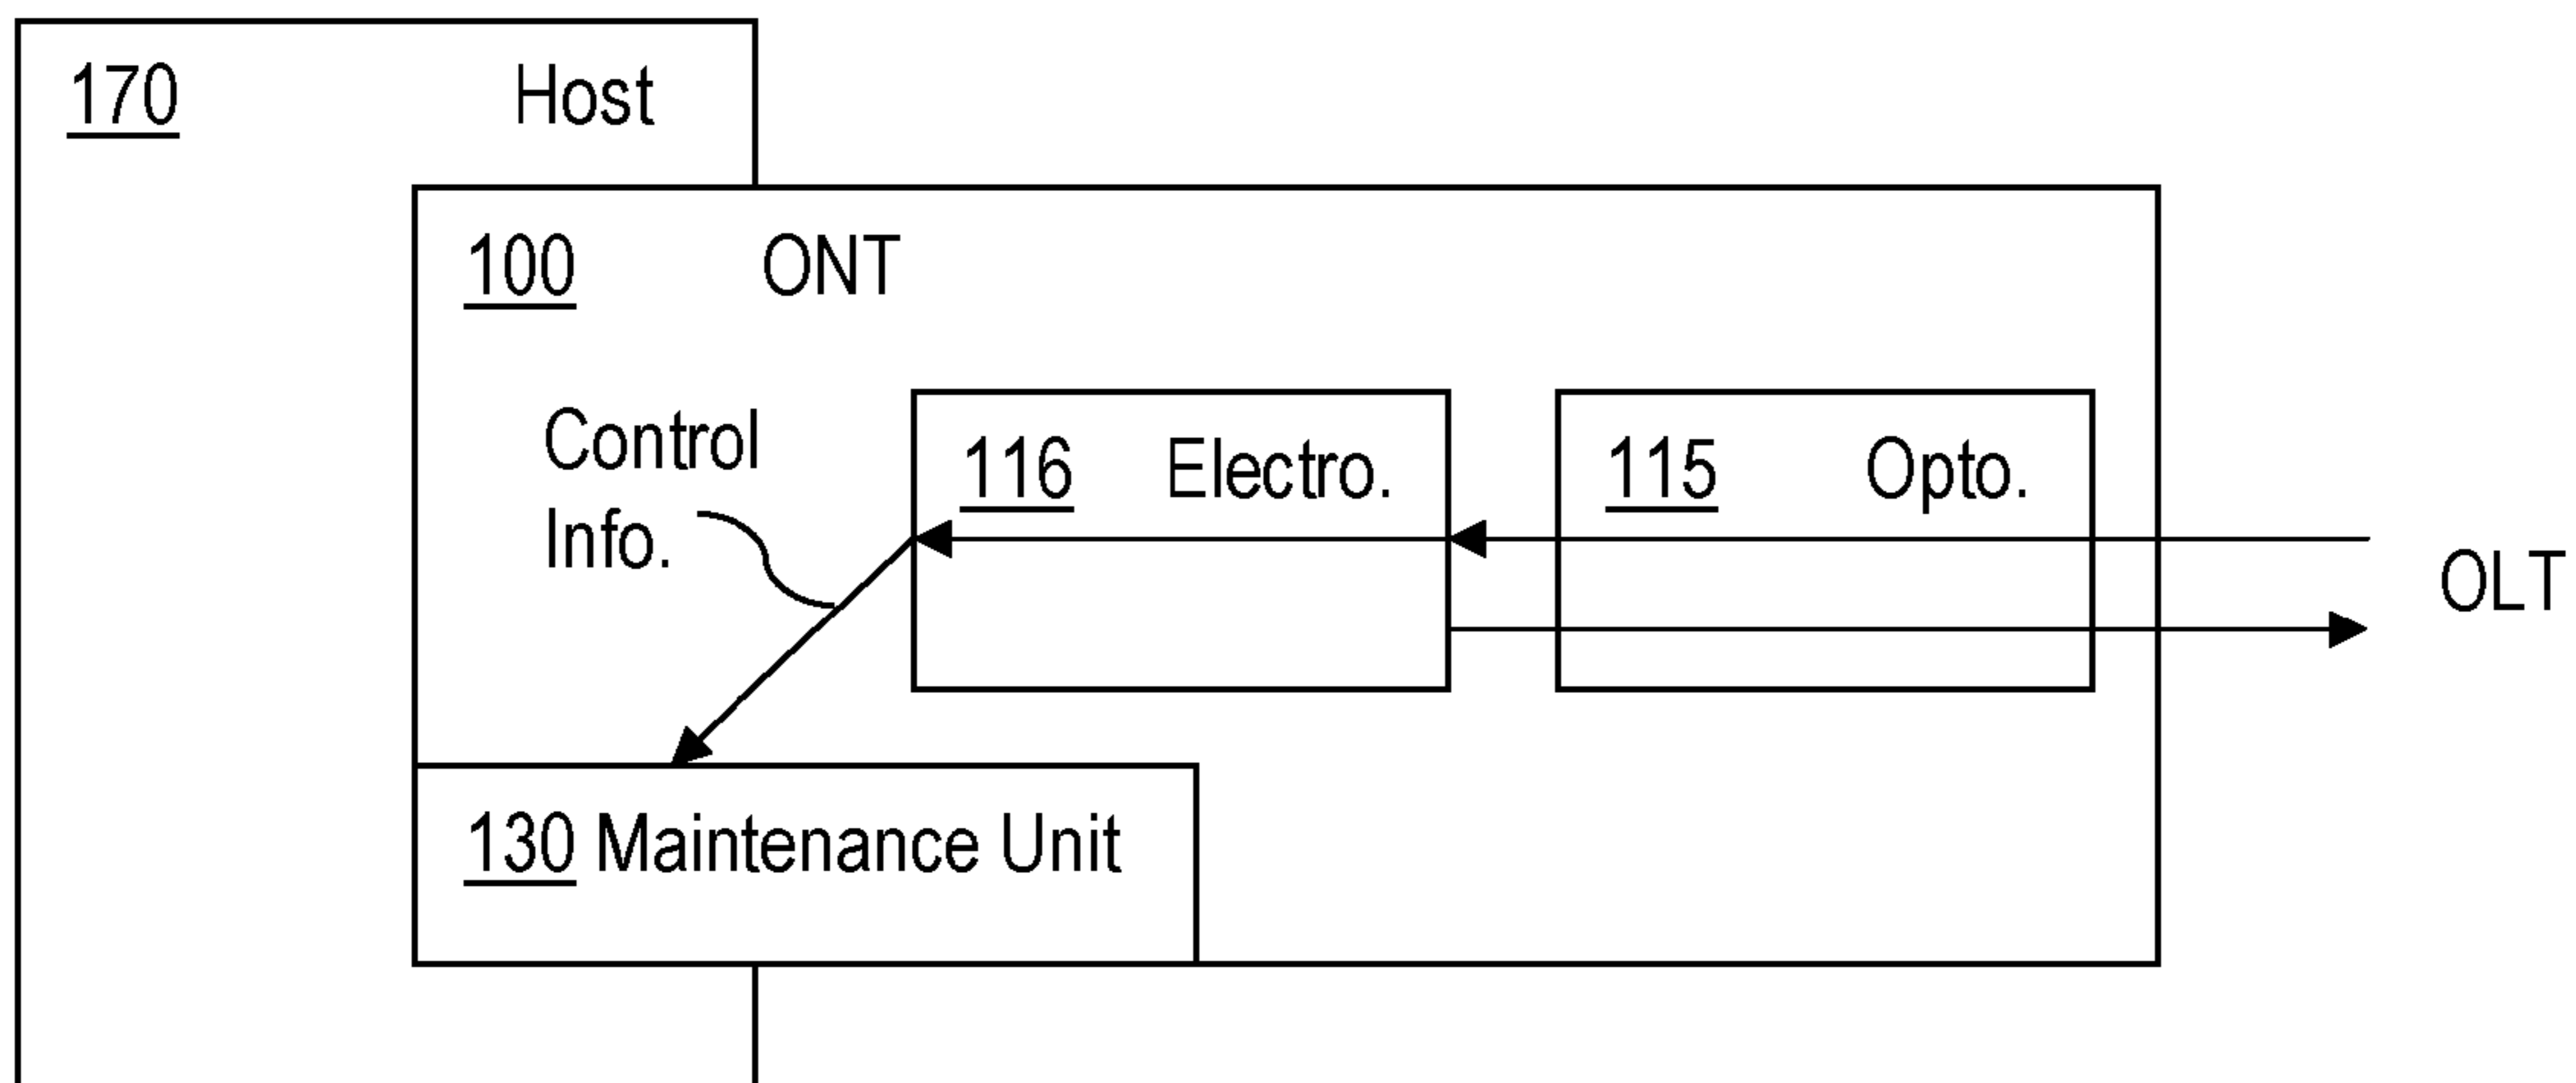 170 Host
100 ONT
Control
Info.
116 Electro.
115 Opto.
OLT
130 Maintenance Unit